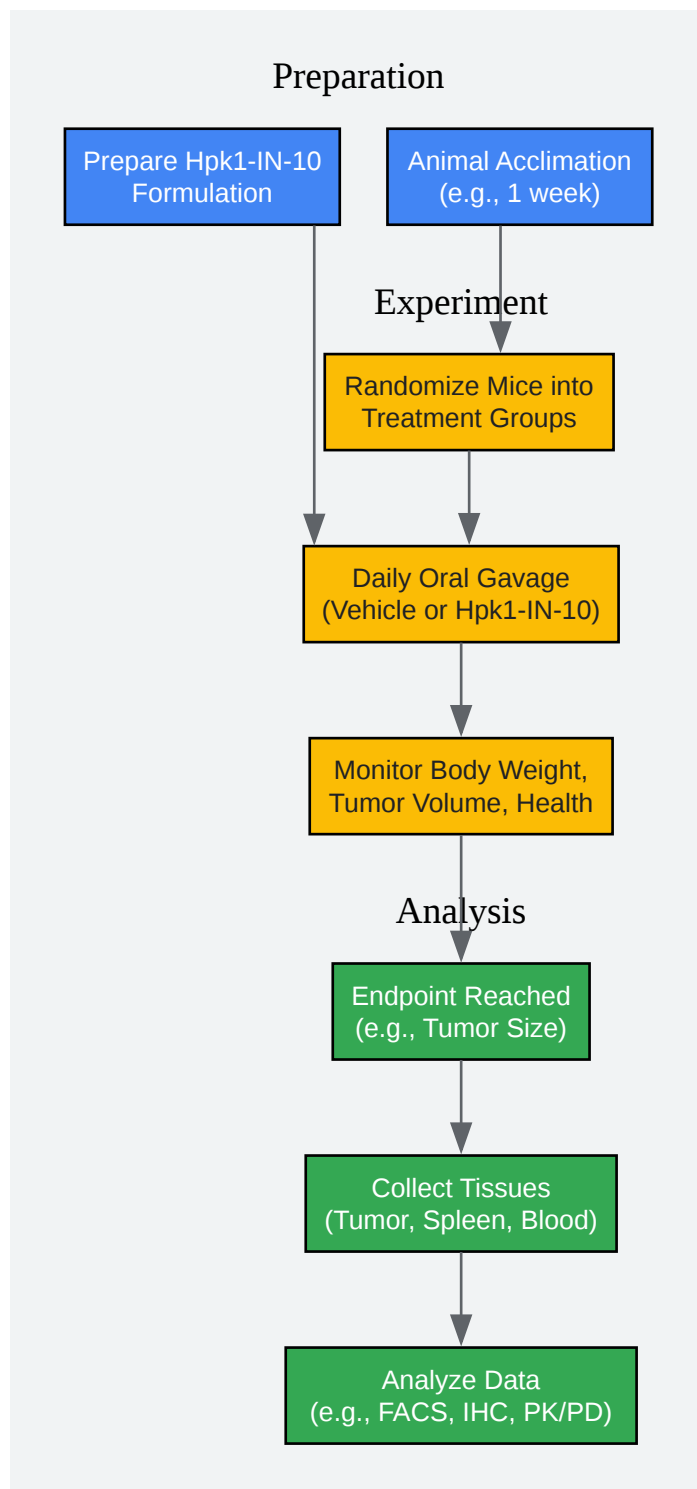 Preparation
Prepare Hpk1-IN-10
Formulation
Animal Acclimation
(e.g., 1 week)
Experiment
Randomize Mice into
Treatment Groups
Daily Oral Gavage
(Vehicle or Hpk1-IN-10)
Monitor Body Weight,
Tumor Volume, Health
Analysis
Endpoint Reached
(e.g., Tumor Size)
Collect Tissues
(Tumor, Spleen, Blood)
Analyze Data
(e.g., FACS, IHC, PK/PD)